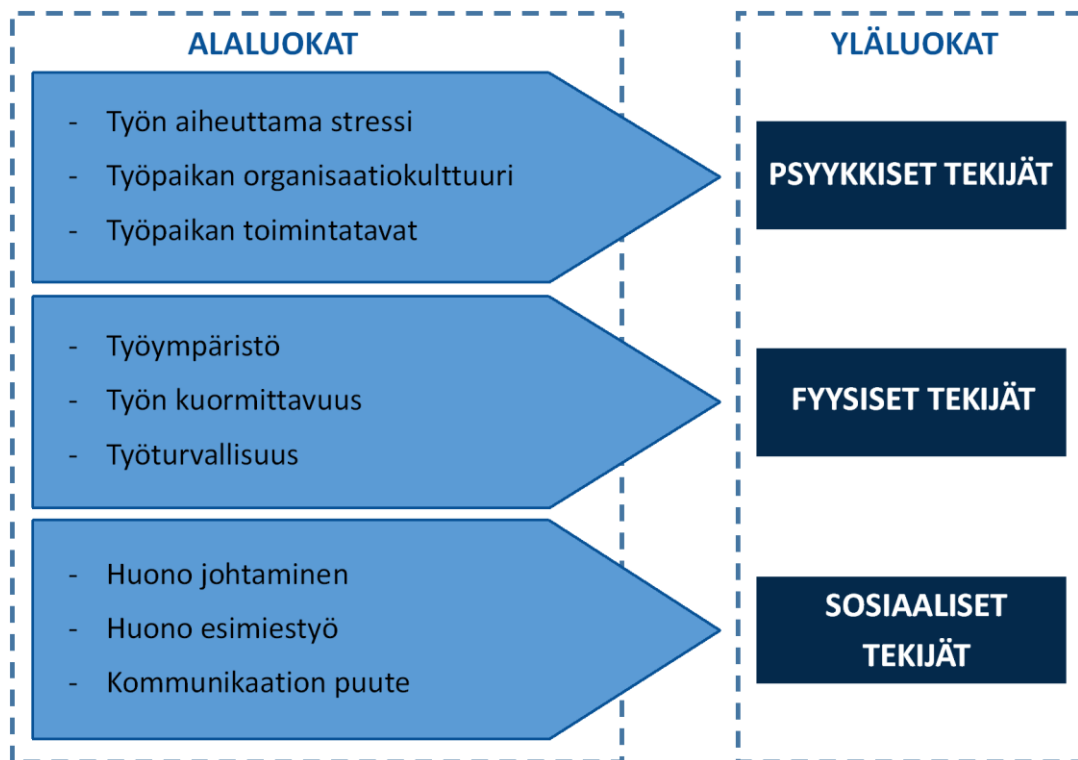 ALALUOKAT
- Työn aiheuttama stressi
- Työpaikan organisaatiokulttuuri
- Työpaikan toimintatavat
- Työympäristö
- Työn kuormittavuus
- Työturvallisuus
- Huono johtaminen
- Huono esimiestyö
- Kommunikaation puute
YLÄLUOKAT
PSYYKKISET TEKIJÄT
FYYSISET TEKIJÄT
SOSIAALISET
TEKIJÄT